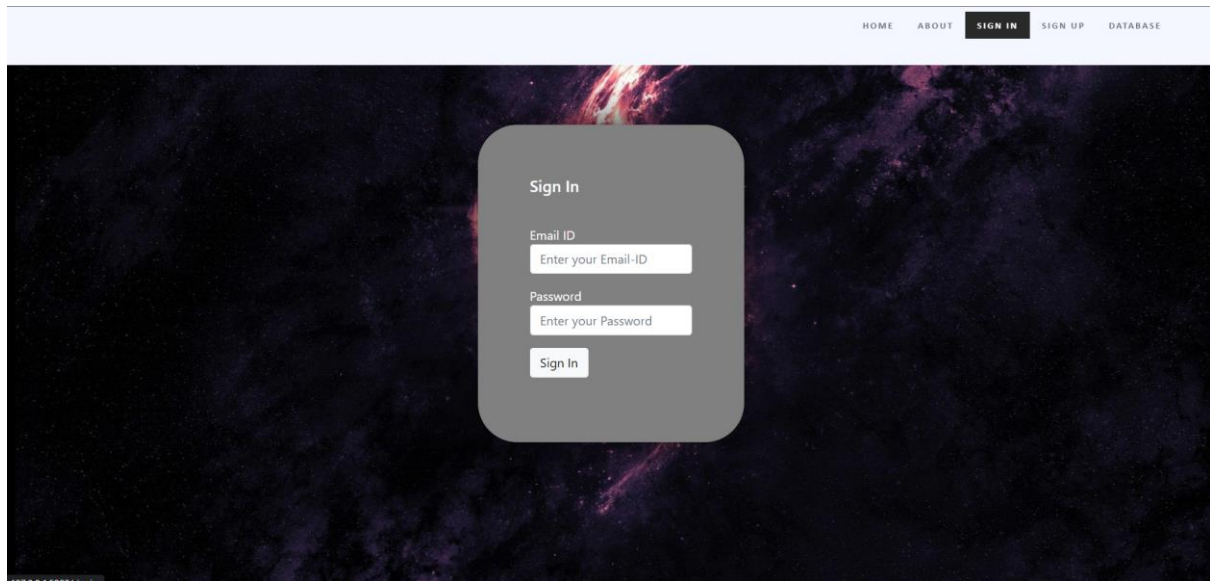 HOME ABOUT SIGN IN SIGN UP DATABASE
Sign In
Email ID
Enter your Email-ID
Password
Enter your Password
Sign In